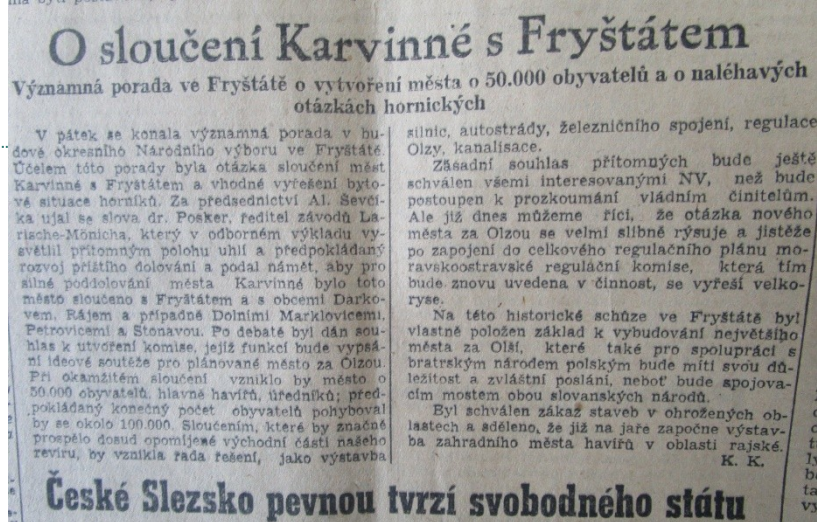 O sloučení Karvinné s Fryštátem
Významná porada ve Fryštátě o vytvoření města o 50.000 obyvatelů a o naléhavých
otázkách hornických
V pátek se konala významná porada v bu-
dově okresního Národního výboru ve Fryštátě.
Účelem této porady byla otázka sloučení měst
Karvinné s Fryštátem a vhodné vyřešení byto-
vé situace horníků. Za předsednictví Al. Ševčí-
ka ujal se slova dr. Posker, ředitel závodů La-
rische-Mönicha, který v odborném výkladu vy-
světlil přítomným polohu uhlí a předpokládaný
rozvoj příštího dolování a podal námět, aby pro
silné poddolování města Karvinné bylo toto
město sloučeno s Fryštátem a s obcemi Darko-
vem, Rájem a případně Dolními Marklovicemi,
Petrovicemi a Stonavou. Po debatě byl dán sou-
hlas k utvoření komise, jejíž funkcí bude vypsá-
ní ideové soutěže pro plánované město za Olzou.
Při okamžitém sloučení vzniklo by město o
50.000 obyvatelů, hlavně havířů, úředníků; před-
pokládaný konečný počet obyvatelů pohyboval
by se okolo 100.000. Sloučením, které by značně
prospělo dosud opomíjené východní části našeho
revíru, by vznikla řada řešení, jako výstavba
silnic, autostrády, železničního spojení, regulace
Olzy, kanalisace.
Zásadní souhlas přítomných bude ještě
schválen všemi interesovanými NV, než bude
postoupen k prozkoumání vládním činitelům.
Ale již dnes můžeme říci, že otázka nového
města za Olzou se velmi slibně rýsuje a jistěže
po zapojení do celkového regulačního plánu mo-
ravskoostravské regulační komise, která tím
bude znovu uvedena v činnost, se vyřeší velko-
ryse.
Na této historické schůze ve Fryštátě byl
vlastně položen základ k vybudování největšího
města za Olší, které také pro spolupráci s
bratrským národem polským bude míti svou dů-
ležitost a zvláštní poslání, neboť bude spojova-
cím mostem obou slovanských národů.
Byl schválen zákaz staveb v ohrožených ob-
lastech a sděleno, že již na jaře započne výstav-
ba zahradního města havířů v oblasti rajské.
K. K.
České Slezsko pevnou tvrzí svobodného státu